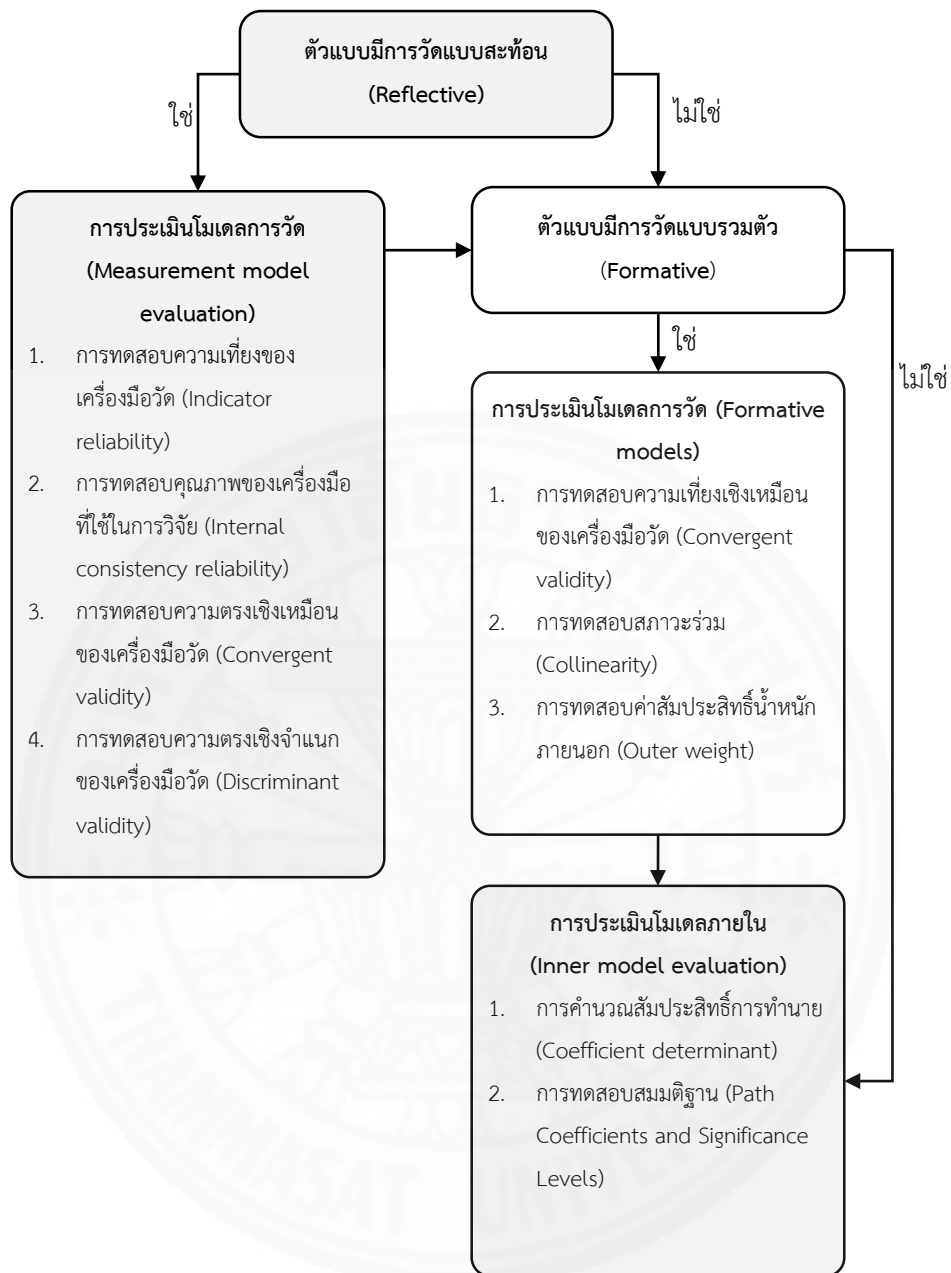 ตัวแบบมีการวัดแบบสะท้อน
(Reflective)
ใช่
ไม่ใช่
การประเมินโมเดลการวัด
(Measurement model
evaluation)
1. การทดสอบความเที่ยงของ
เครื่องมือวัด (Indicator
reliability)
2. การทดสอบคุณภาพของเครื่องมือ
ที่ใช้ในการวิจัย (Internal
consistency reliability)
3. การทดสอบความตรงเชิงเหมือน
ของเครื่องมือวัด (Convergent
validity)
4. การทดสอบความตรงเชิงจำแนก
ของเครื่องมือวัด (Discriminant
validity)
ตัวแบบมีการวัดแบบรวมตัว
(Formative)
ใช่
ไม่ใช่
การประเมินโมเดลการวัด (Formative
models)
1. การทดสอบความเที่ยงเชิงเหมือน
ของเครื่องมือวัด (Convergent
validity)
2. การทดสอบสภาวะร่วม
(Collinearity)
3. การทดสอบค่าสัมประสิทธิ์น้ำหนัก
ภายนอก (Outer weight)
การประเมินโมเดลภายใน
(Inner model evaluation)
1. การคำนวณสัมประสิทธิ์การทำนาย
(Coefficient determinant)
2. การทดสอบสมมติฐาน (Path
Coefficients and Significance
Levels)
THAMMASAT UNIVER